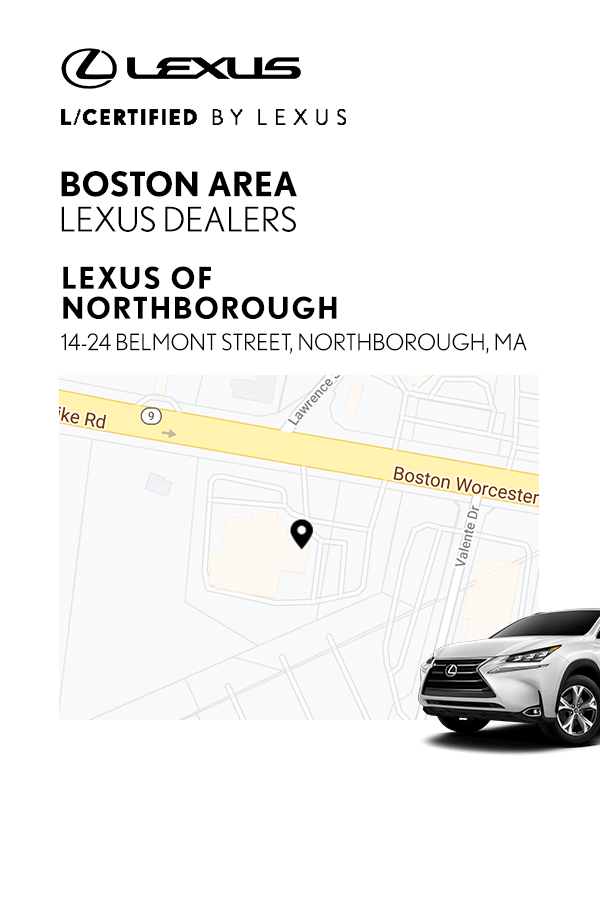 LEXUS
L/CERTIFIED BY LEXUS
BOSTON AREA
LEXUS DEALERS
LEXUS OF
NORTHBOROUGH
14-24 BELMONT STREET, NORTHBOROUGH, MA
Lawrence S
ike Rd
9
Boston Worcester
Valente Dr